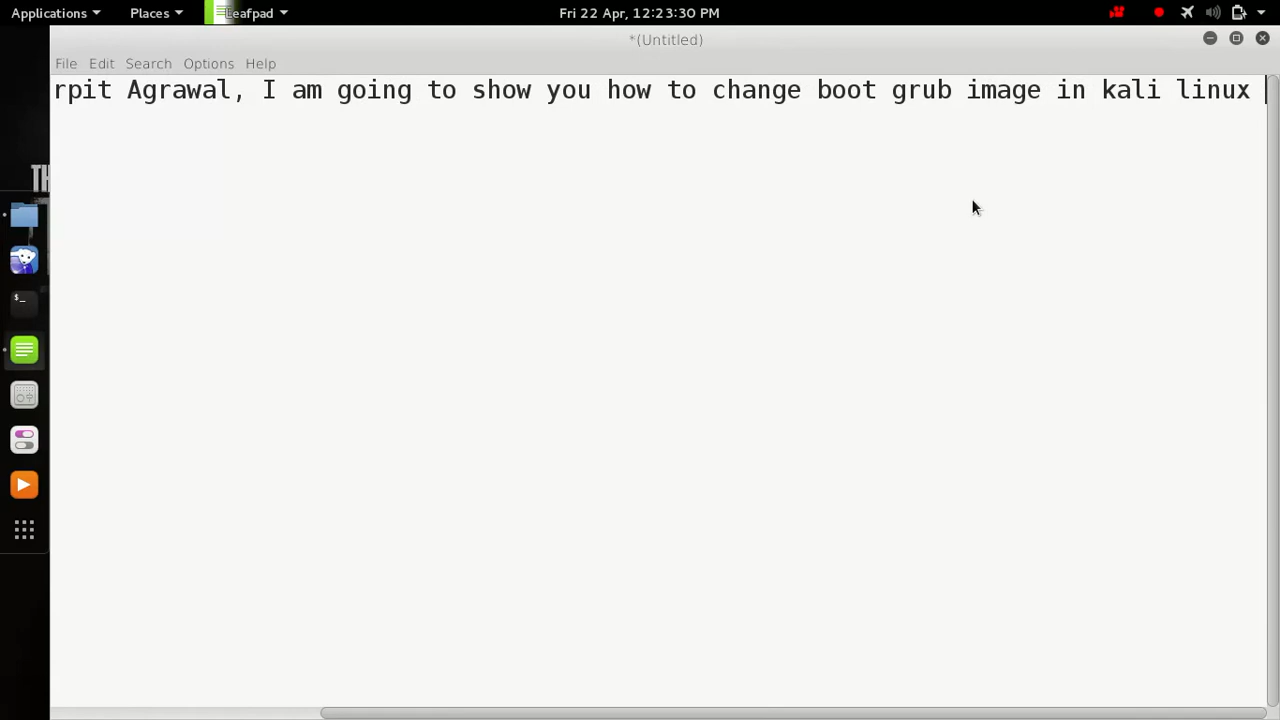 Applications Places Leafpad Fri 22 Apr, 12:23:30 PM
*(Untitled)
File Edit Search Options Help
rpit Agrawal, I am going to show you how to change boot grub image in kali linux
TH
$_